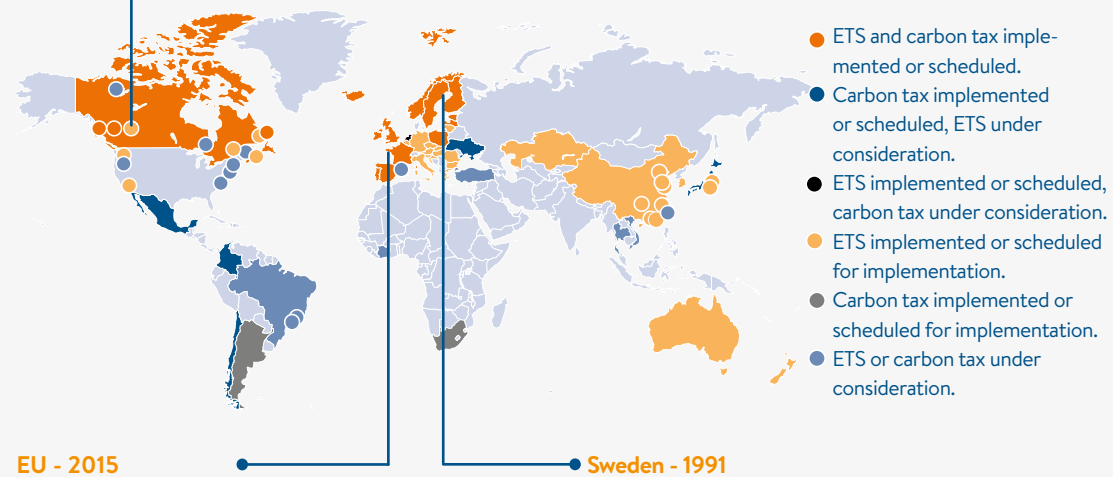 ETS and carbon tax imple-
mented or scheduled.
Carbon tax implemented
or scheduled, ETS under
consideration.
ETS implemented or scheduled,
carbon tax under consideration.
ETS implemented or scheduled
for implementation.
Carbon tax implemented or
scheduled for implementation.
ETS or carbon tax under
consideration.
EU - 2015
Sweden - 1991